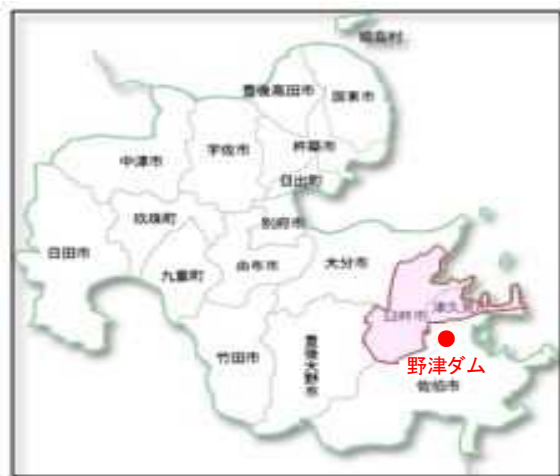 姫島村
豊後高田市
国東市
中津市
宇佐市
杵築市
日出町
玖珠町
別府市
日田市
九重町
由布市
大分市
臼杵市
津久
竹田市
豊後大野市
野津ダム
佐伯市